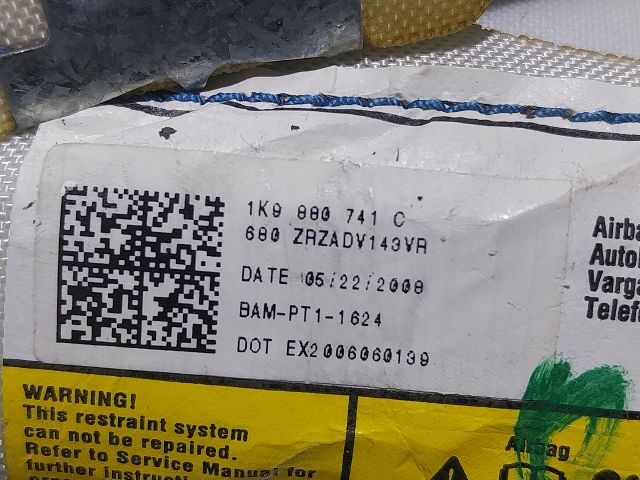 1K9 880 741 C
680 ZRZADV143VR
DATE 05/22/2008
BAM-PT1-1624
DOT EX2006060139
Airba
Autol
Varga
Telefo
WARNING!
This restraint system
can not be repaired.
Refer to Service Manual for
further instructi
Airbag